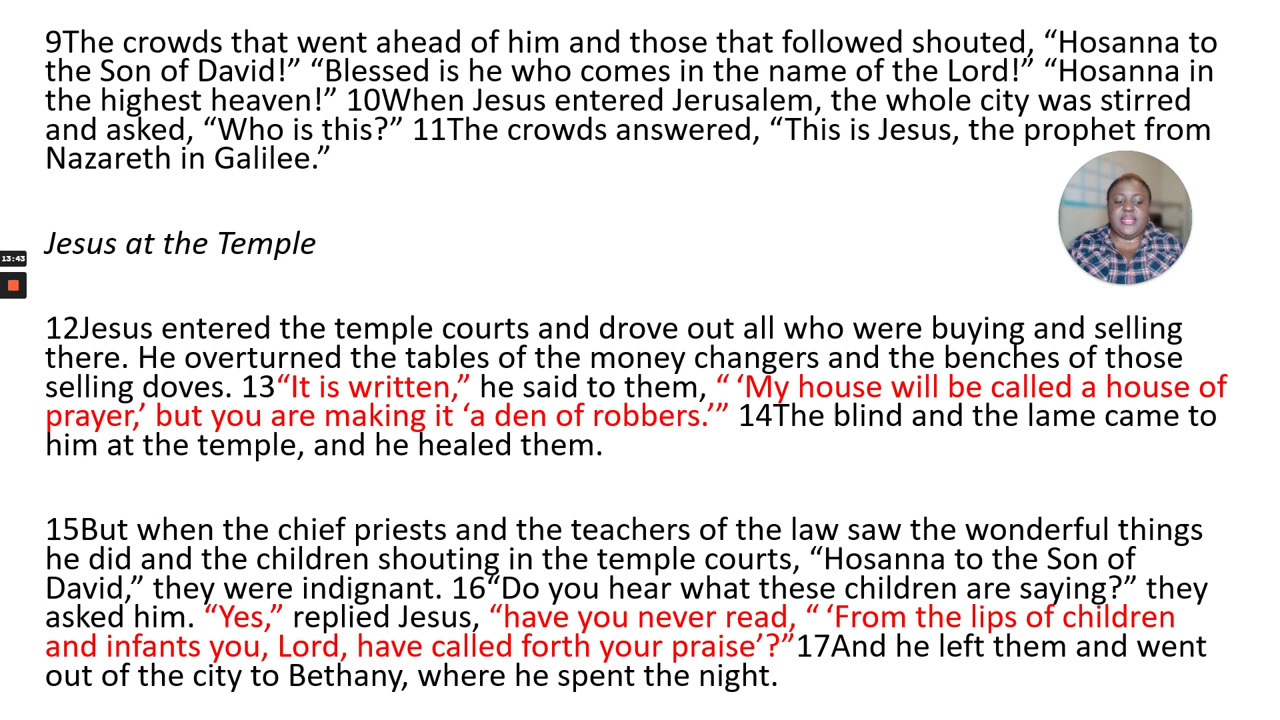 9The crowds that went ahead of him and those that followed shouted, “Hosanna to
the Son of David!” “Blessed is he who comes in the name of the Lord!” “Hosanna in
the highest heaven!” 10When Jesus entered Jerusalem, the whole city was stirred
and asked, “Who is this?” 11The crowds answered, “This is Jesus, the prophet from
Nazareth in Galilee.”
Jesus at the Temple
13:43
12Jesus entered the temple courts and drove out all who were buying and selling
there. He overturned the tables of the money changers and the benches of those
selling doves. 13“It is written,” he said to them, “ ‘My house will be called a house of
prayer,’ but you are making it ‘a den of robbers.’” 14The blind and the lame came to
him at the temple, and he healed them.
15But when the chief priests and the teachers of the law saw the wonderful things
he did and the children shouting in the temple courts, “Hosanna to the Son of
David,” they were indignant. 16“Do you hear what these children are saying?” they
asked him. “Yes,” replied Jesus, “have you never read, “ ‘From the lips of children
and infants you, Lord, have called forth your praise’?”17And he left them and went
out of the city to Bethany, where he spent the night.